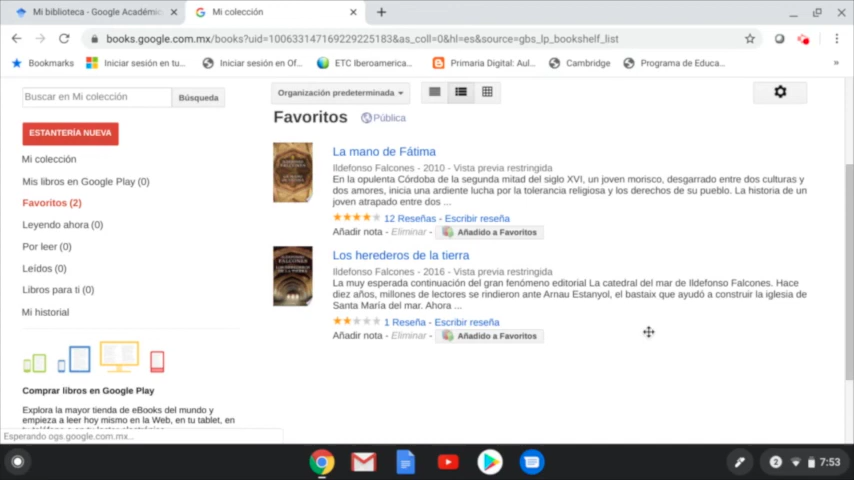 Mi biblioteca - Google Académic
Mi colección
books.google.com.mx/books?uid=100633147169229225183&as_coll=0&hl=es&source=gbs_lp_bookshelf_list
Bookmarks
Iniciar sesión en tu...
Iniciar sesión en Of...
ETC Iberoamerica...
Primaria Digital: Aul...
Cambridge
Programa de Educa...
»
Buscar en Mi colección
Búsqueda
Organización predeterminada
ESTANTERÍA NUEVA
Favoritos
Pública
Mi colección
Mis libros en Google Play (0)
Favoritos (2)
Leyendo ahora (0)
Por leer (0)
Leídos (0)
Libros para ti (0)
Mi historial
La mano de Fátima
Ildefonso Falcones - 2010 - Vista previa restringida
En la opulenta Córdoba de la segunda mitad del siglo XVI, un joven morisco, desgarrado entre dos culturas y
dos amores, inicia una ardiente lucha por la tolerancia religiosa y los derechos de su pueblo. La historia de un
joven atrapado entre dos ...
12 Reseñas - Escribir reseña
Añadir nota - Eliminar - Añadido a Favoritos
Los herederos de la tierra
Ildefonso Falcones - 2016 - Vista previa restringida
La muy esperada continuación del gran fenómeno editorial La catedral del mar de Ildefonso Falcones. Hace
diez años, millones de lectores se rindieron ante Arnau Estanyol, el bastaix que ayudó a construir la iglesia de
Santa María del mar. Ahora ...
1 Reseña - Escribir reseña
Añadir nota - Eliminar - Añadido a Favoritos
Comprar libros en Google Play
Explora la mayor tienda de eBooks del mundo y
empieza a leer hoy mismo en la Web, en tu tablet, en
Esperando ogs.google.com.mx...
2
7:53